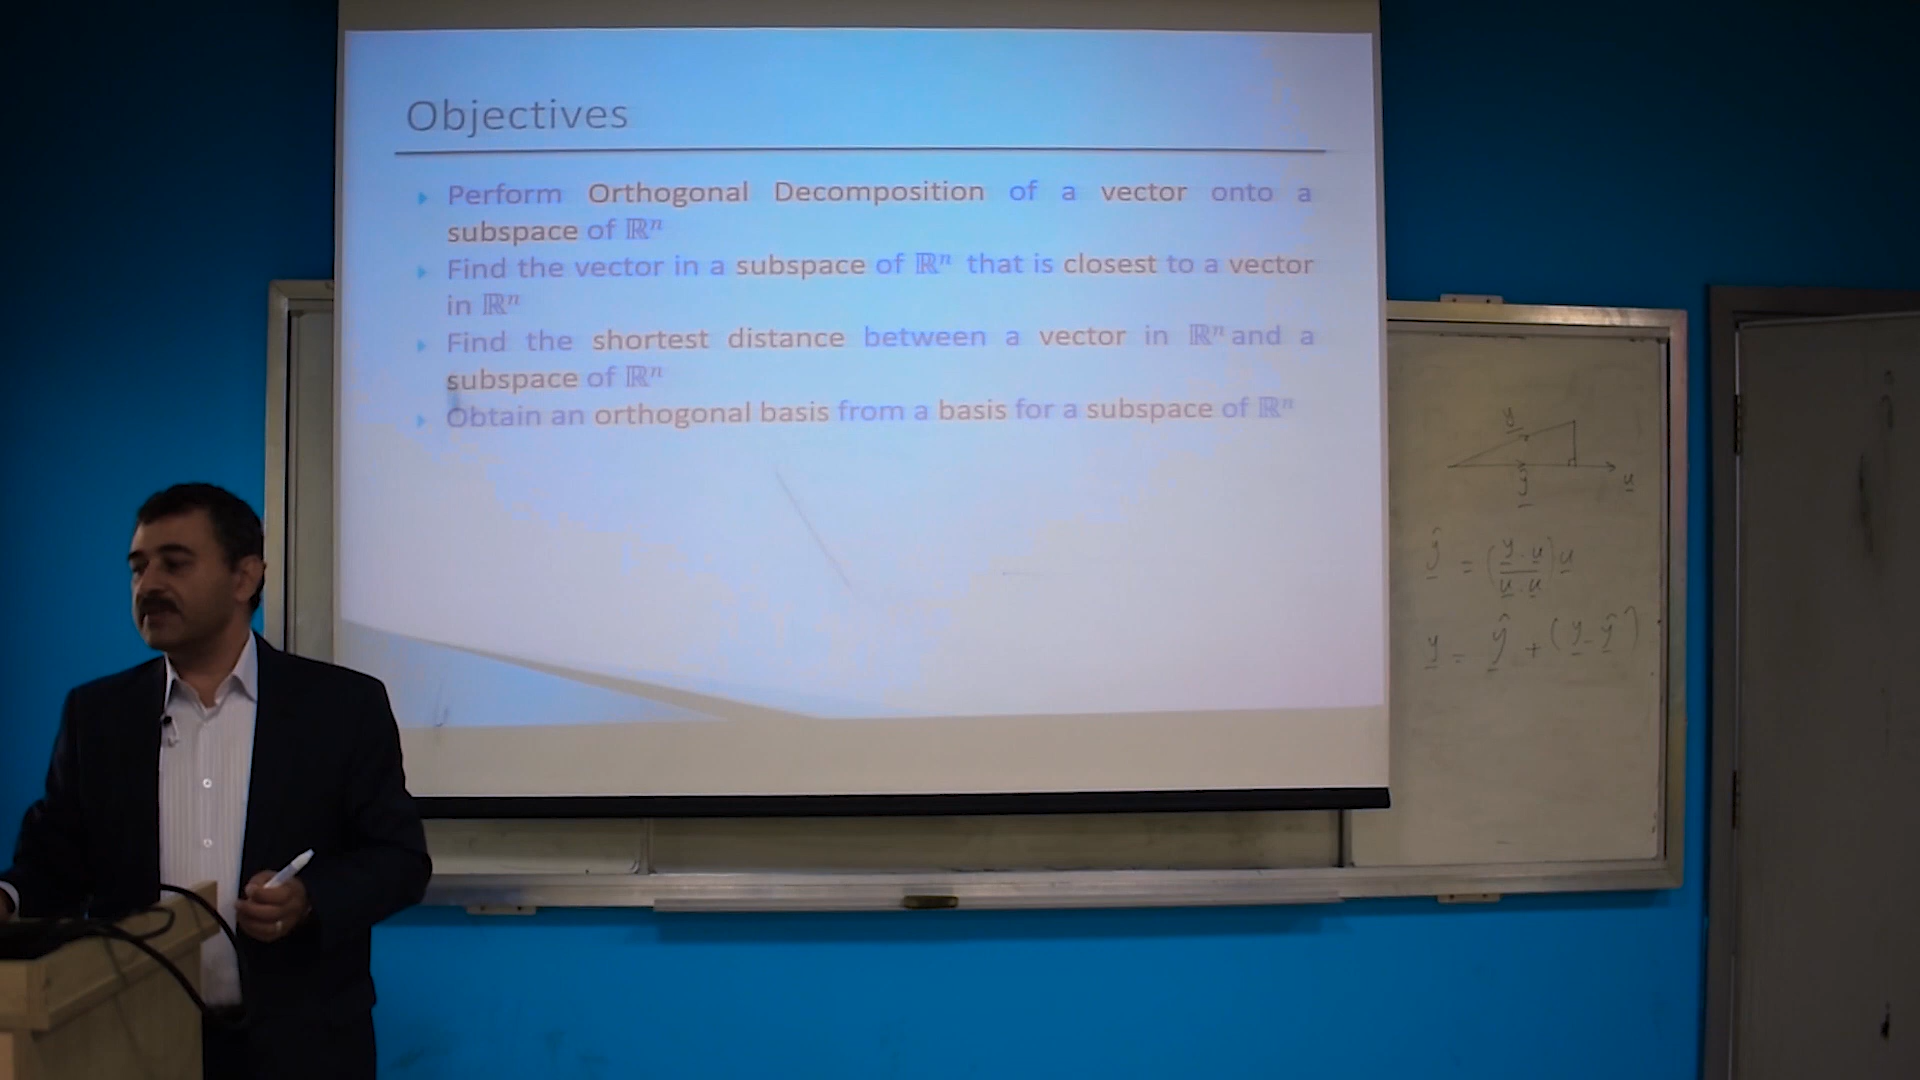 Objectives
Perform Orthogonal Decomposition of a vector onto a
subspace of ℝⁿ
Find the vector in a subspace of ℝⁿ that is closest to a vector
in ℝⁿ
Find the shortest distance between a vector in ℝⁿ and a
subspace of ℝⁿ
Obtain an orthogonal basis from a basis for a subspace of ℝⁿ
y
ŷ
u
ŷ = (y . u / u . u) u
y = ŷ + (y - ŷ)